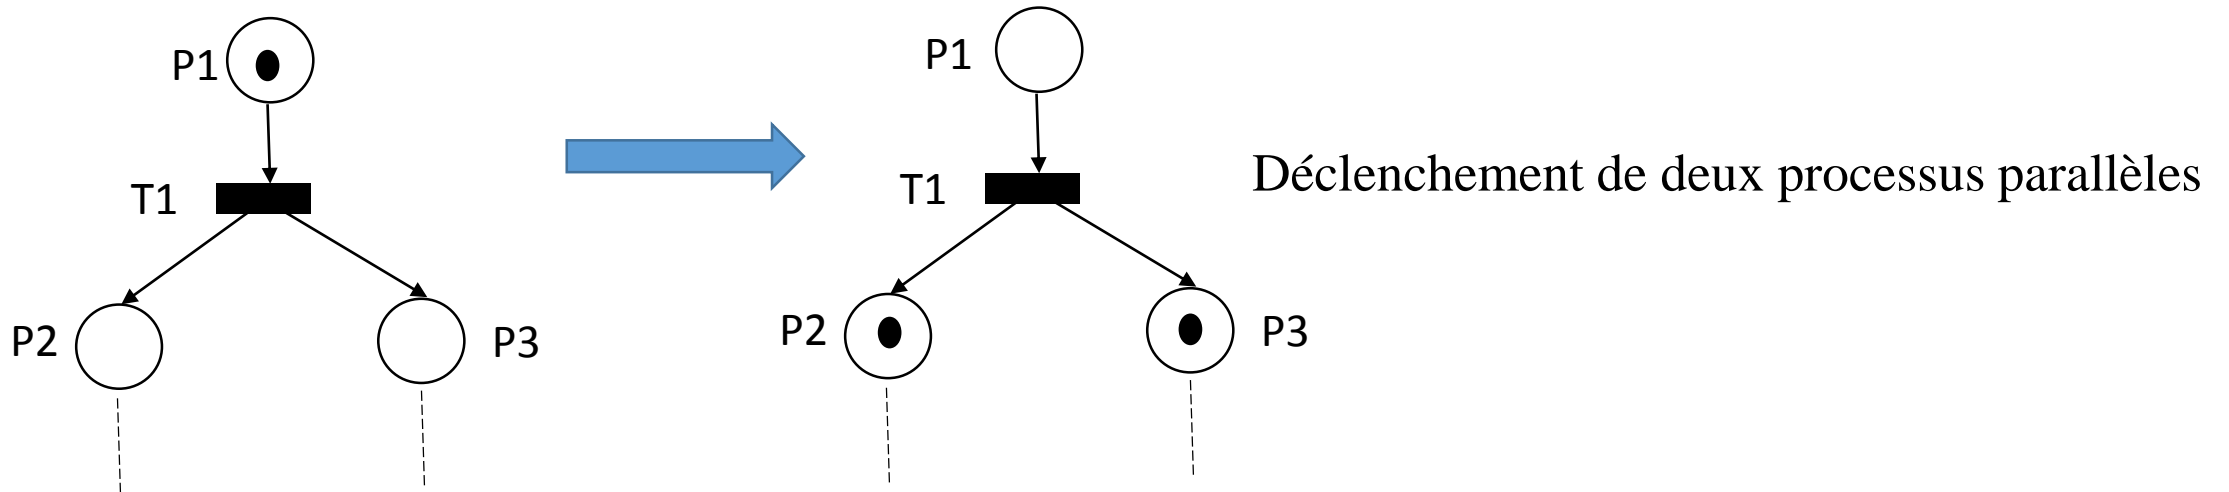 P1
T1
P2
P3
P1
T1
P2
P3
Déclenchement de deux processus parallèles